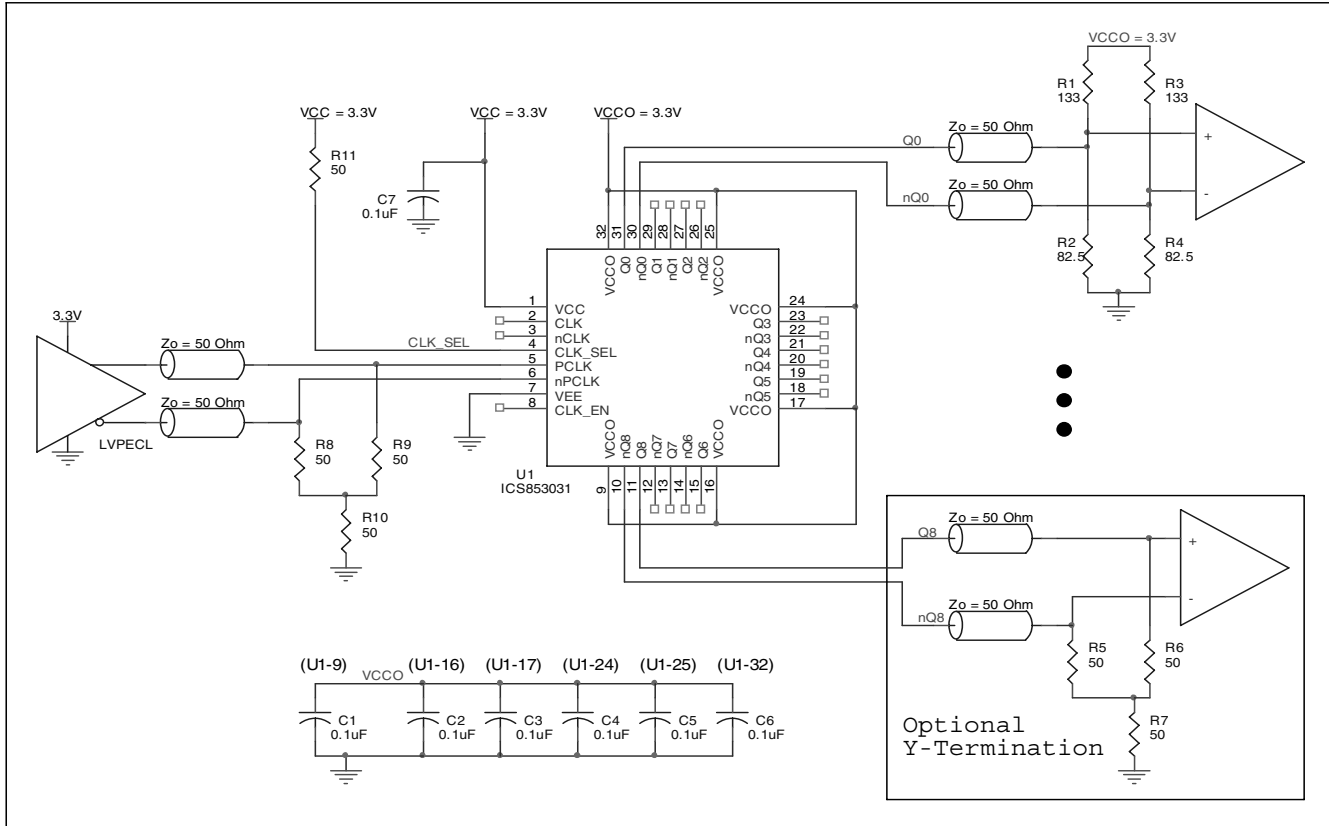 VCCO = 3.3V
R1
133
R3
133
VCC = 3.3V
VCC = 3.3V
VCCO = 3.3V
Zo = 50 Ohm
Q0
+
R11
50
Zo = 50 Ohm
nQ0
-
C7
0.1uF
32
31
30
29
28
27
26
25
VCCO
Q0
nQ0
Q1
nQ1
Q2
nQ2
VCCO
R2
82.5
R4
82.5
1
VCC
2
CLK
3
nCLK
CLK_SEL
4
CLK_SEL
5
PCLK
6
nPCLK
7
VEE
8
CLK_EN
24
VCCO
23
Q3
22
nQ3
21
Q4
20
nQ4
19
Q5
18
nQ5
17
VCCO
3.3V
Zo = 50 Ohm
Zo = 50 Ohm
LVPECL
R8
50
R9
50
R10
50
VCCO
nQ8
Q8
nQ7
Q7
nQ6
Q6
VCCO
9
10
11
12
13
14
15
16
U1
ICS853031
Q8
Zo = 50 Ohm
+
nQ8
Zo = 50 Ohm
-
R5
50
R6
50
R7
50
Optional
Y-Termination
(U1-9)
VCCO
(U1-16)
(U1-17)
(U1-24)
(U1-25)
(U1-32)
C1
0.1uF
C2
0.1uF
C3
0.1uF
C4
0.1uF
C5
0.1uF
C6
0.1uF